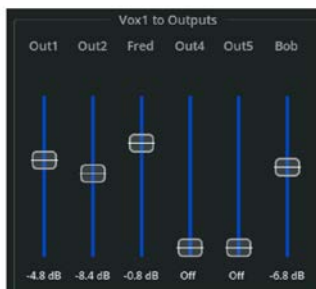 Vox1 to Outputs
Out1 Out2 Fred Out4 Out5 Bob
-4.8 dB -8.4 dB -0.8 dB Off Off -6.8 dB